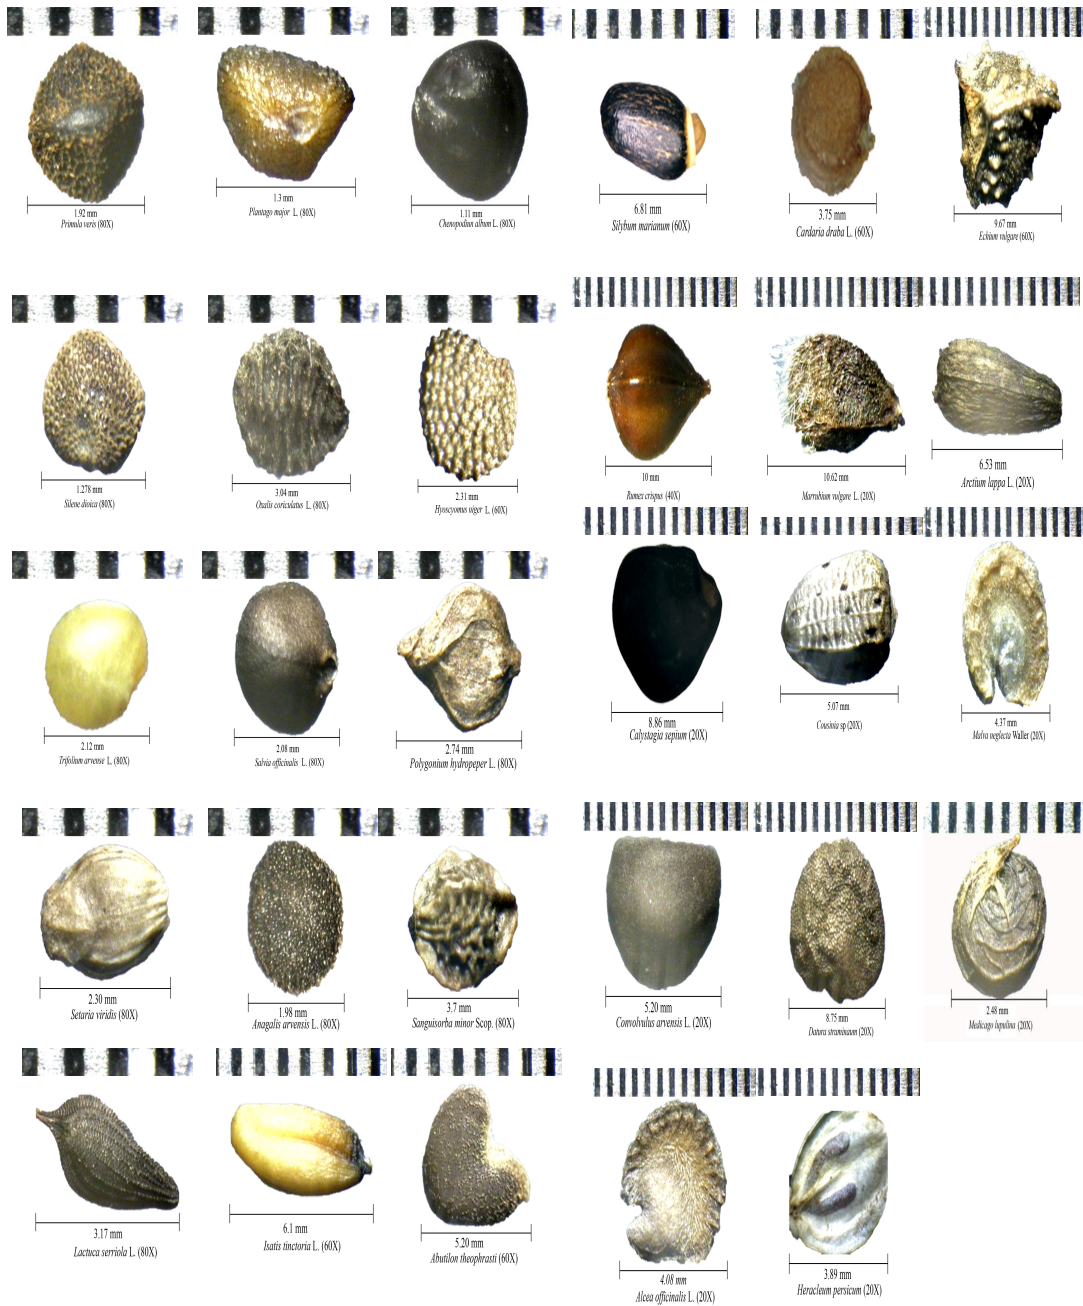 1.92 mm
Primula veris (80X)
1.3 mm
Plantago major L. (80X)
1.11 mm
Chenopodium album L. (80X)
6.81 mm
Silybum marianum (60X)
3.75 mm
Cardaria draba L. (60X)
9.67 mm
Echium vulgare (60X)
1.278 mm
Silene dioica (80X)
3.04 mm
Oxalis coriculatus L. (80X)
2.31 mm
Hyoscyomus niger L. (60X)
10 mm
Rumex crispus (40X)
10.62 mm
Marrubium vulgare L. (20X)
6.53 mm
Arctium lappa L. (20X)
2.12 mm
Trifolium arvense L. (80X)
2.08 mm
Salvia officinalis L. (80X)
2.74 mm
Polygonium hydropeper L. (80X)
8.86 mm
Calystagia sepium (20X)
5.07 mm
Cousinia sp (20X)
4.37 mm
Malva neglecta Waller (20X)
2.30 mm
Setaria viridis (80X)
1.98 mm
Anagalis arvensis L. (80X)
3.7 mm
Sanguisorba minor Scop. (80X)
5.20 mm
Convolvulus arvensis L. (20X)
8.75 mm
Datura straminaum (20X)
2.48 mm
Medicago lupulina (20X)
3.17 mm
Lactuca serriola L. (80X)
6.1 mm
Isatis tinctoria L. (60X)
5.20 mm
Abutilon theophrasti (60X)
4.08 mm
Alcea officinalis L. (20X)
3.89 mm
Heracleum persicum (20X)